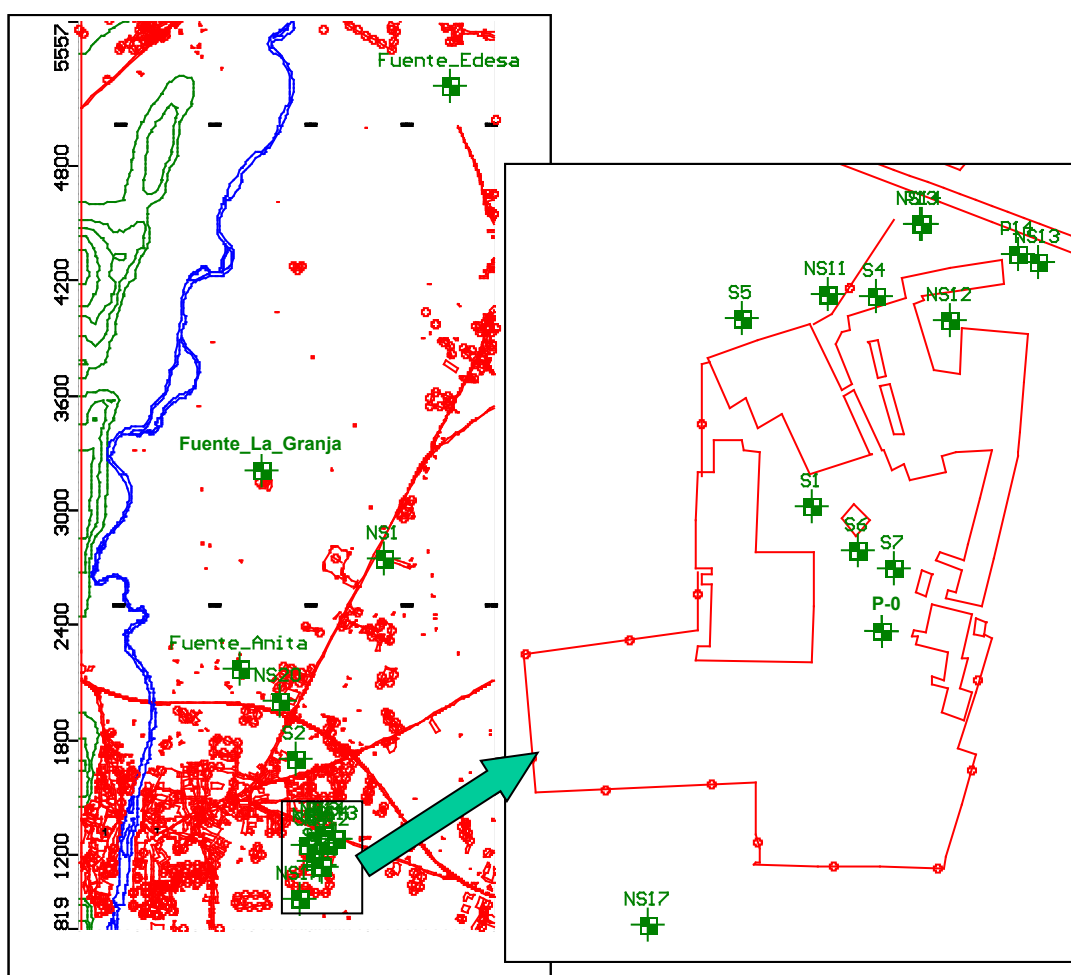 5557
4800
4200
3600
3000
2400
1800
1200
819
Fuente_Edesa
Fuente_La_Granja
NS1
Fuente_Anita
S2
NS11
S4
P14
NS13
S5
NS12
S1
S6
S7
P-0
NS17